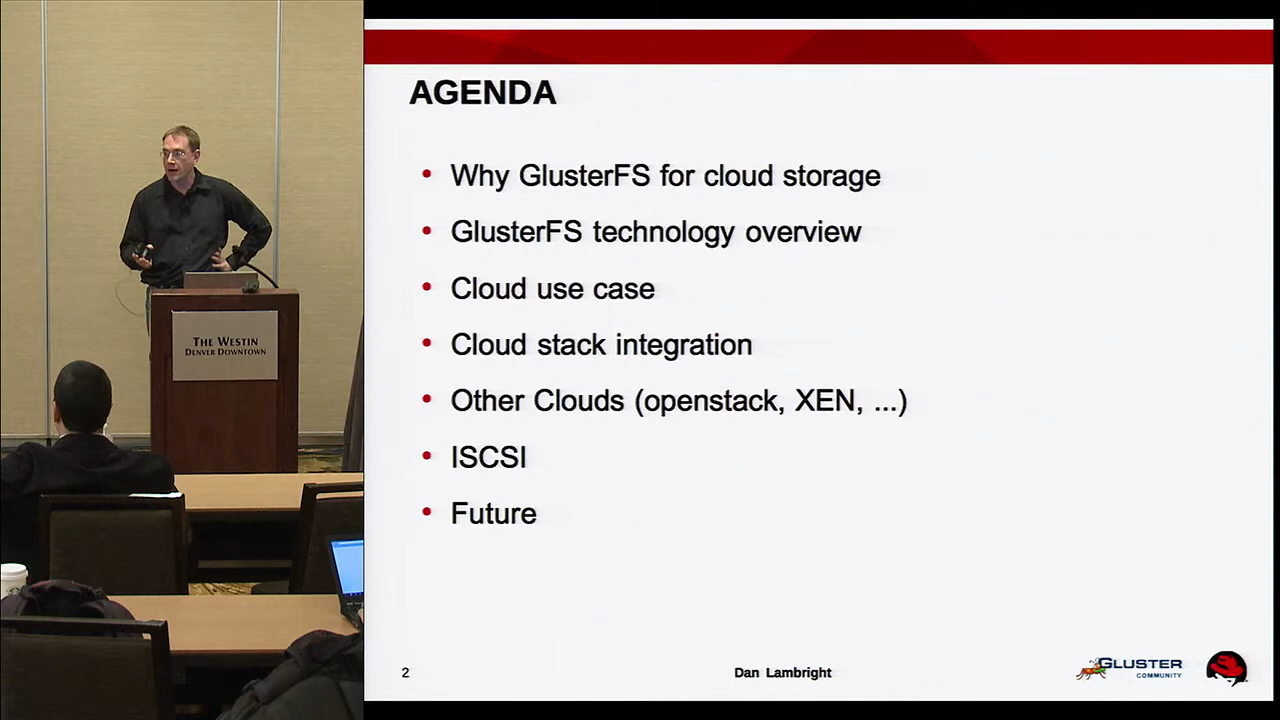 AGENDA
• Why GlusterFS for cloud storage
• GlusterFS technology overview
• Cloud use case
• Cloud stack integration
• Other Clouds (openstack, XEN, ...)
• ISCSI
• Future
THE WESTIN
DENVER DOWNTOWN
2
Dan Lambright
GLUSTER
COMMUNITY